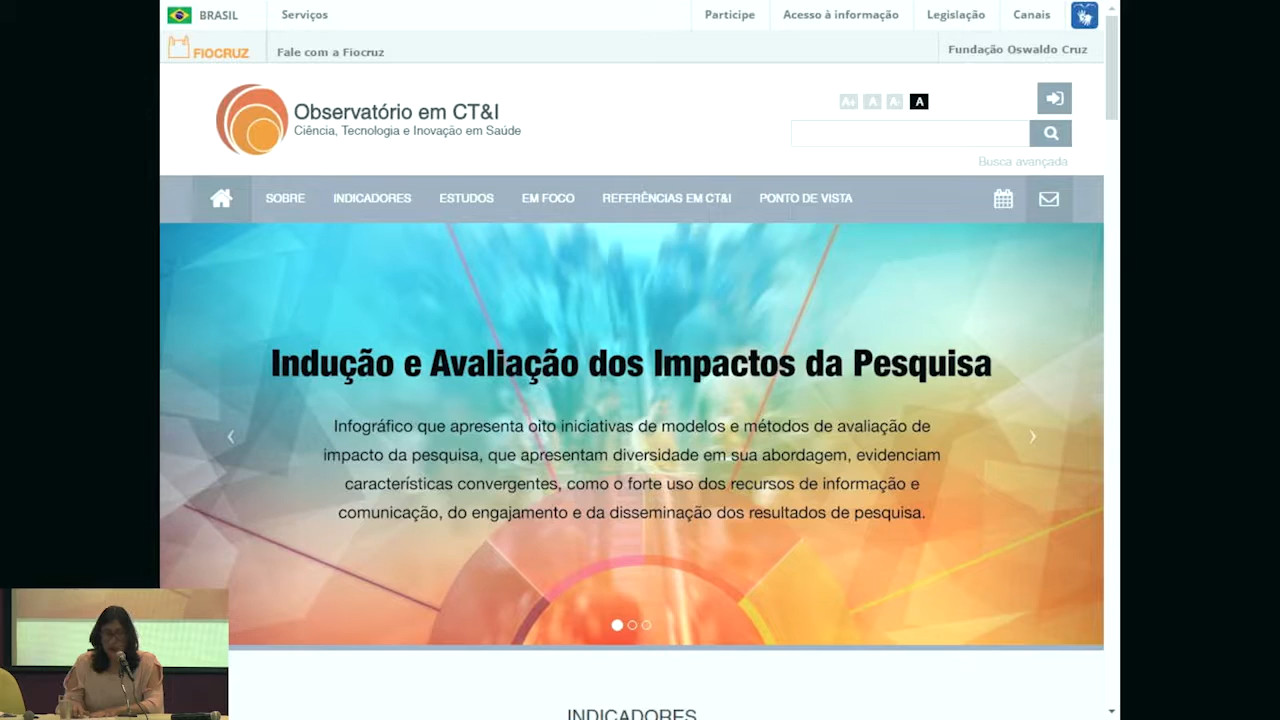 BRASIL
Serviços
Participe
Acesso à informação
Legislação
Canais
FIOCRUZ
Fale com a Fiocruz
Fundação Oswaldo Cruz
Observatório em CT&I
Ciência, Tecnologia e Inovação em Saúde
A+ A A- A
Busca avançada
SOBRE INDICADORES ESTUDOS EM FOCO REFERÊNCIAS EM CT&I PONTO DE VISTA
Indução e Avaliação dos Impactos da Pesquisa
Infográfico que apresenta oito iniciativas de modelos e métodos de avaliação de
impacto da pesquisa, que apresentam diversidade em sua abordagem, evidenciam
características convergentes, como o forte uso dos recursos de informação e
comunicação, do engajamento e da disseminação dos resultados de pesquisa.
INDICADORES